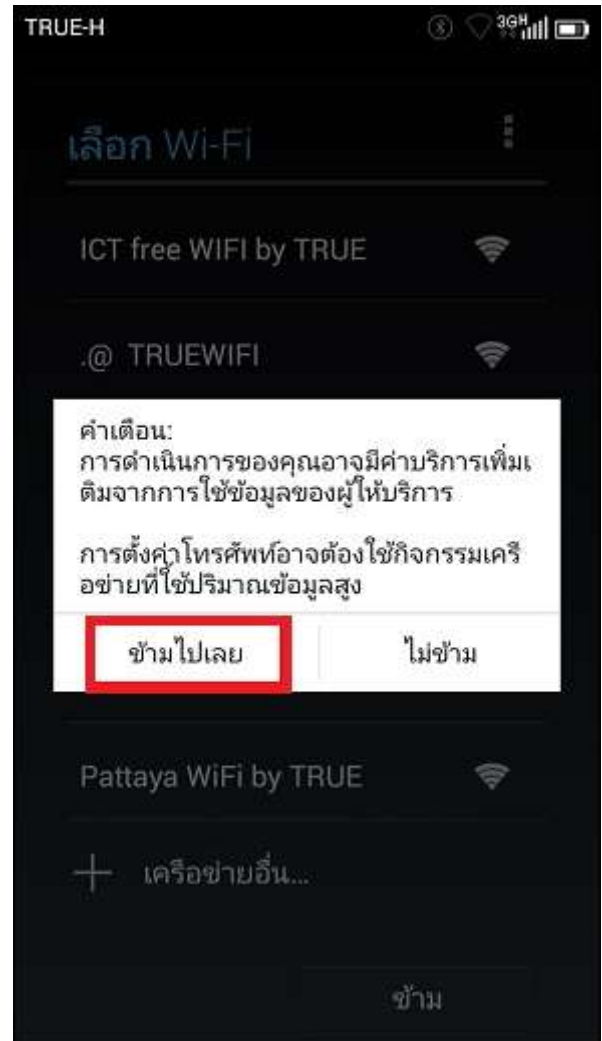 TRUE-H
3GH
เลือก Wi-Fi
ICT free WIFI by TRUE
.@ TRUEWIFI
คำเตือน:
การดำเนินการของคุณอาจมีค่าบริการเพิ่มเ
ติมจากการใช้ข้อมูลของผู้ให้บริการ
การตั้งค่าโทรศัพท์อาจต้องใช้กิจกรรมเครื
อข่ายที่ใช้ปริมาณข้อมูลสูง
ข้ามไปเลย
ไม่ข้าม
Pattaya WiFi by TRUE
เครือข่ายอื่น...
ข้าม